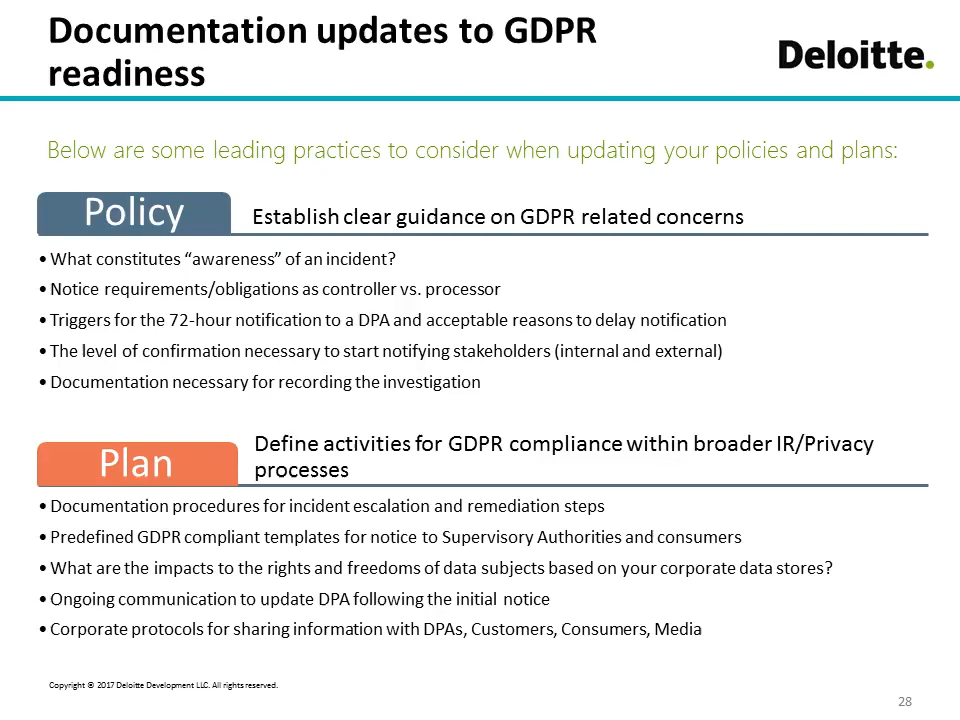 Documentation updates to GDPR
readiness
Deloitte.
Below are some leading practices to consider when updating your policies and plans:
Policy
Establish clear guidance on GDPR related concerns
• What constitutes “awareness” of an incident?
• Notice requirements/obligations as controller vs. processor
• Triggers for the 72-hour notification to a DPA and acceptable reasons to delay notification
• The level of confirmation necessary to start notifying stakeholders (internal and external)
• Documentation necessary for recording the investigation
Plan
Define activities for GDPR compliance within broader IR/Privacy
processes
• Documentation procedures for incident escalation and remediation steps
• Predefined GDPR compliant templates for notice to Supervisory Authorities and consumers
• What are the impacts to the rights and freedoms of data subjects based on your corporate data stores?
• Ongoing communication to update DPA following the initial notice
• Corporate protocols for sharing information with DPAs, Customers, Consumers, Media
Copyright © 2017 Deloitte Development LLC. All rights reserved.
28